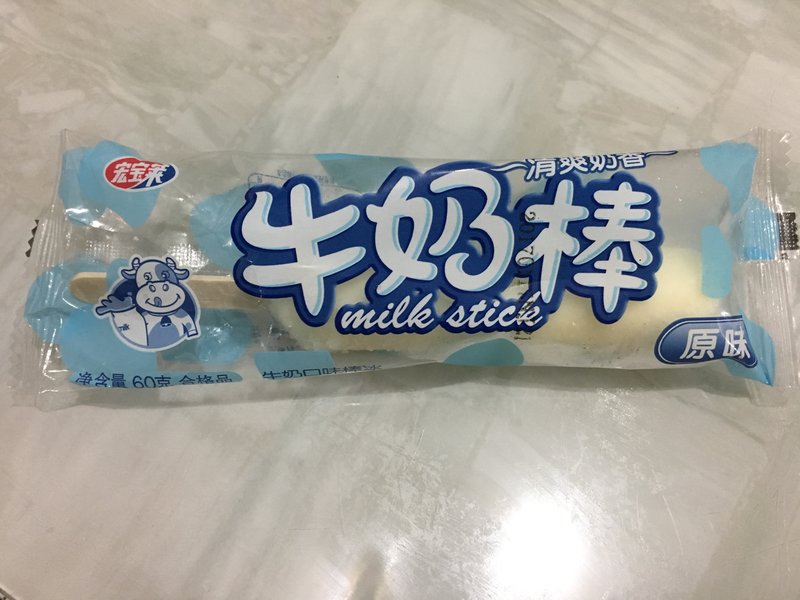 宏宝莱
清爽奶香
牛奶棒
milk stick
原味
净含量 60克 合格品
牛奶口味棒冰